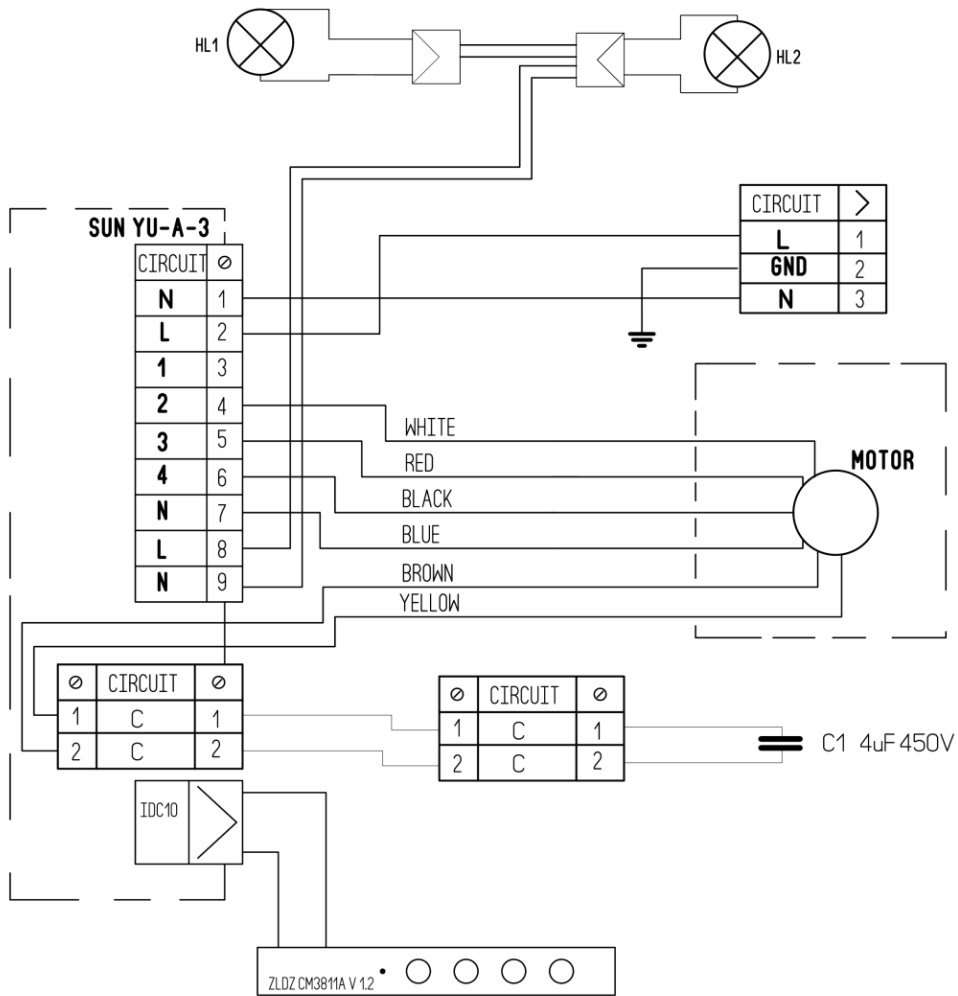 HL1
HL2
CIRCUIT
L 1
GND 2
N 3
SUN YU-A-3
CIRCUIT
N 1
L 2
1 3
2 4
3 5
4 6
N 7
L 8
N 9
WHITE
RED
BLACK
BLUE
BROWN
YELLOW
MOTOR
CIRCUIT
1 C 1
2 C 2
CIRCUIT
1 C 1
2 C 2
C1 4uF 450V
IDC10
ZLDZ CM3811A V 1.2